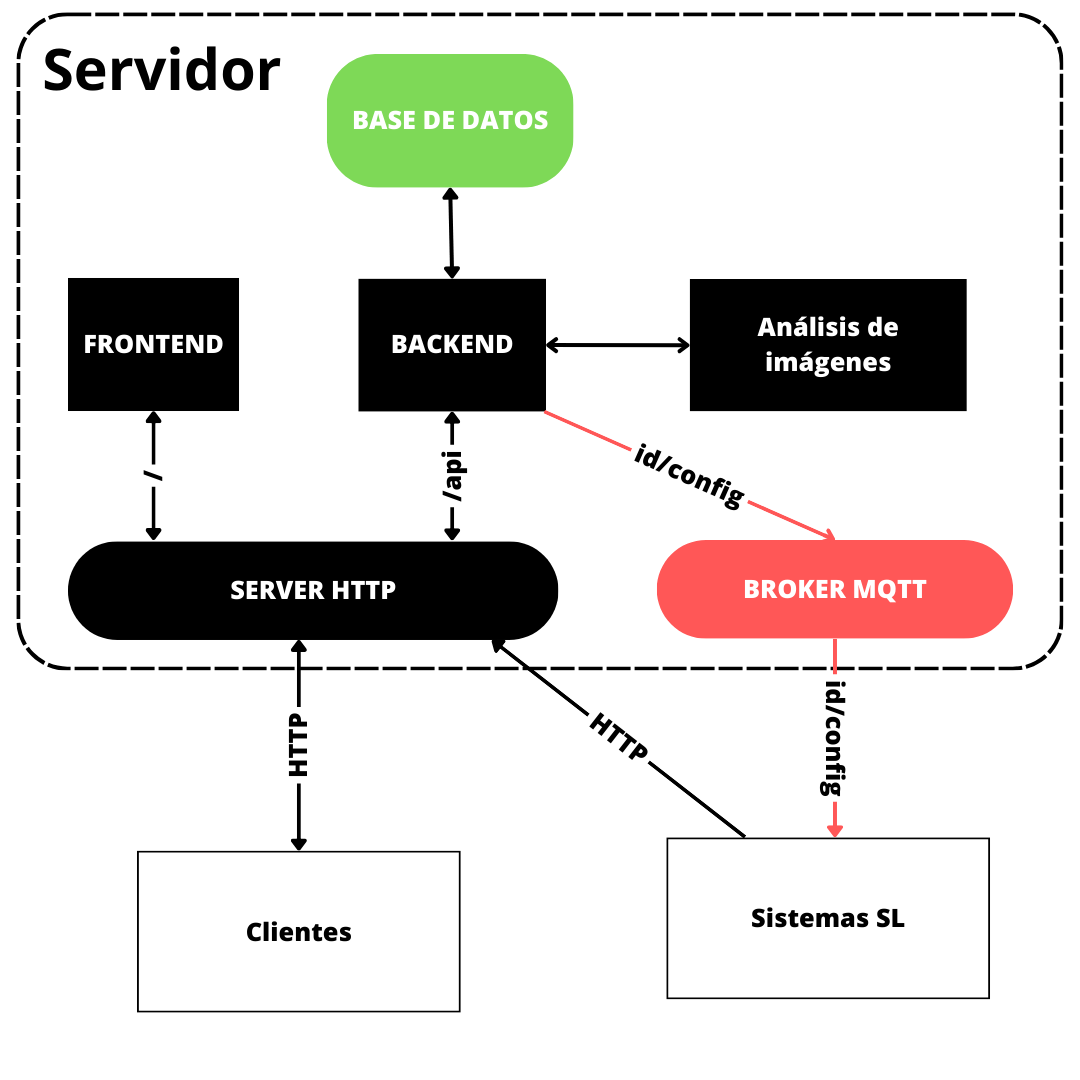 Servidor
BASE DE DATOS
FRONTEND
BACKEND
Análisis de
imágenes
/
/api
id/config
SERVER HTTP
BROKER MQTT
HTTP
HTTP
id/config
Clientes
Sistemas SL